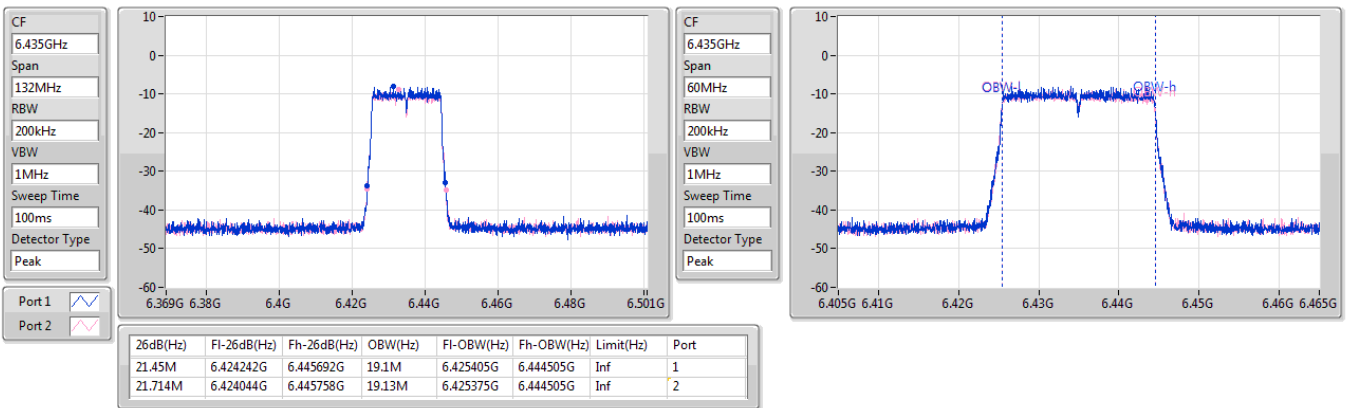 CF
6.435GHz
Span
132MHz
RBW
200kHz
VBW
1MHz
Sweep Time
100ms
Detector Type
Peak
Port 1
Port 2
10
0
-10
-20
-30
-40
-50
-60
6.369G 6.38G 6.4G 6.42G 6.44G 6.46G 6.48G 6.501G
CF
6.435GHz
Span
60MHz
RBW
200kHz
VBW
1MHz
Sweep Time
100ms
Detector Type
Peak
10
0
-10
-20
-30
-40
-50
-60
OBW-l OBW-h
6.405G 6.41G 6.42G 6.43G 6.44G 6.45G 6.46G 6.465G
26dB(Hz) Fl-26dB(Hz) Fh-26dB(Hz) OBW(Hz) Fl-OBW(Hz) Fh-OBW(Hz) Limit(Hz) Port
21.45M 6.424242G 6.445692G 19.1M 6.425405G 6.444505G Inf 1
21.714M 6.424044G 6.445758G 19.13M 6.425375G 6.444505G Inf 2